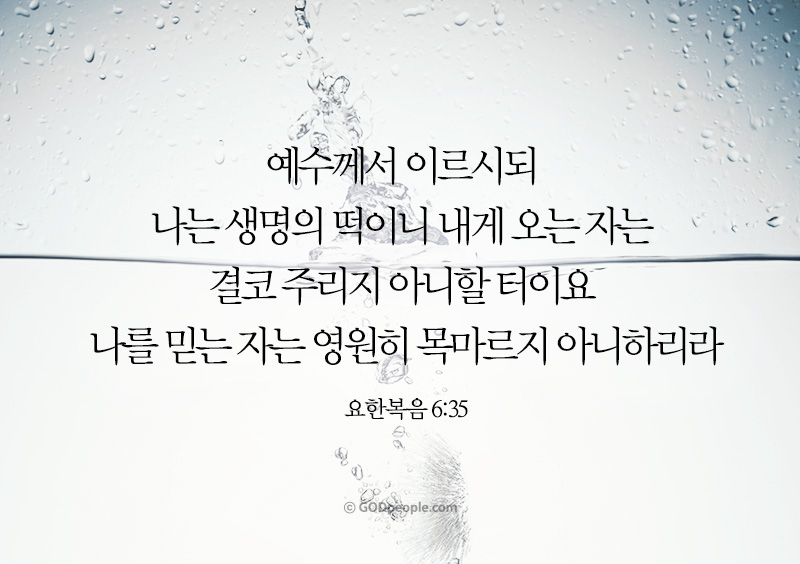 예수께서 이르시되
나는 생명의 떡이니 내게 오는 자는
결코 주리지 아니할 터이요
나를 믿는 자는 영원히 목마르지 아니하리라
요한복음 6:35
© GODpeople.com